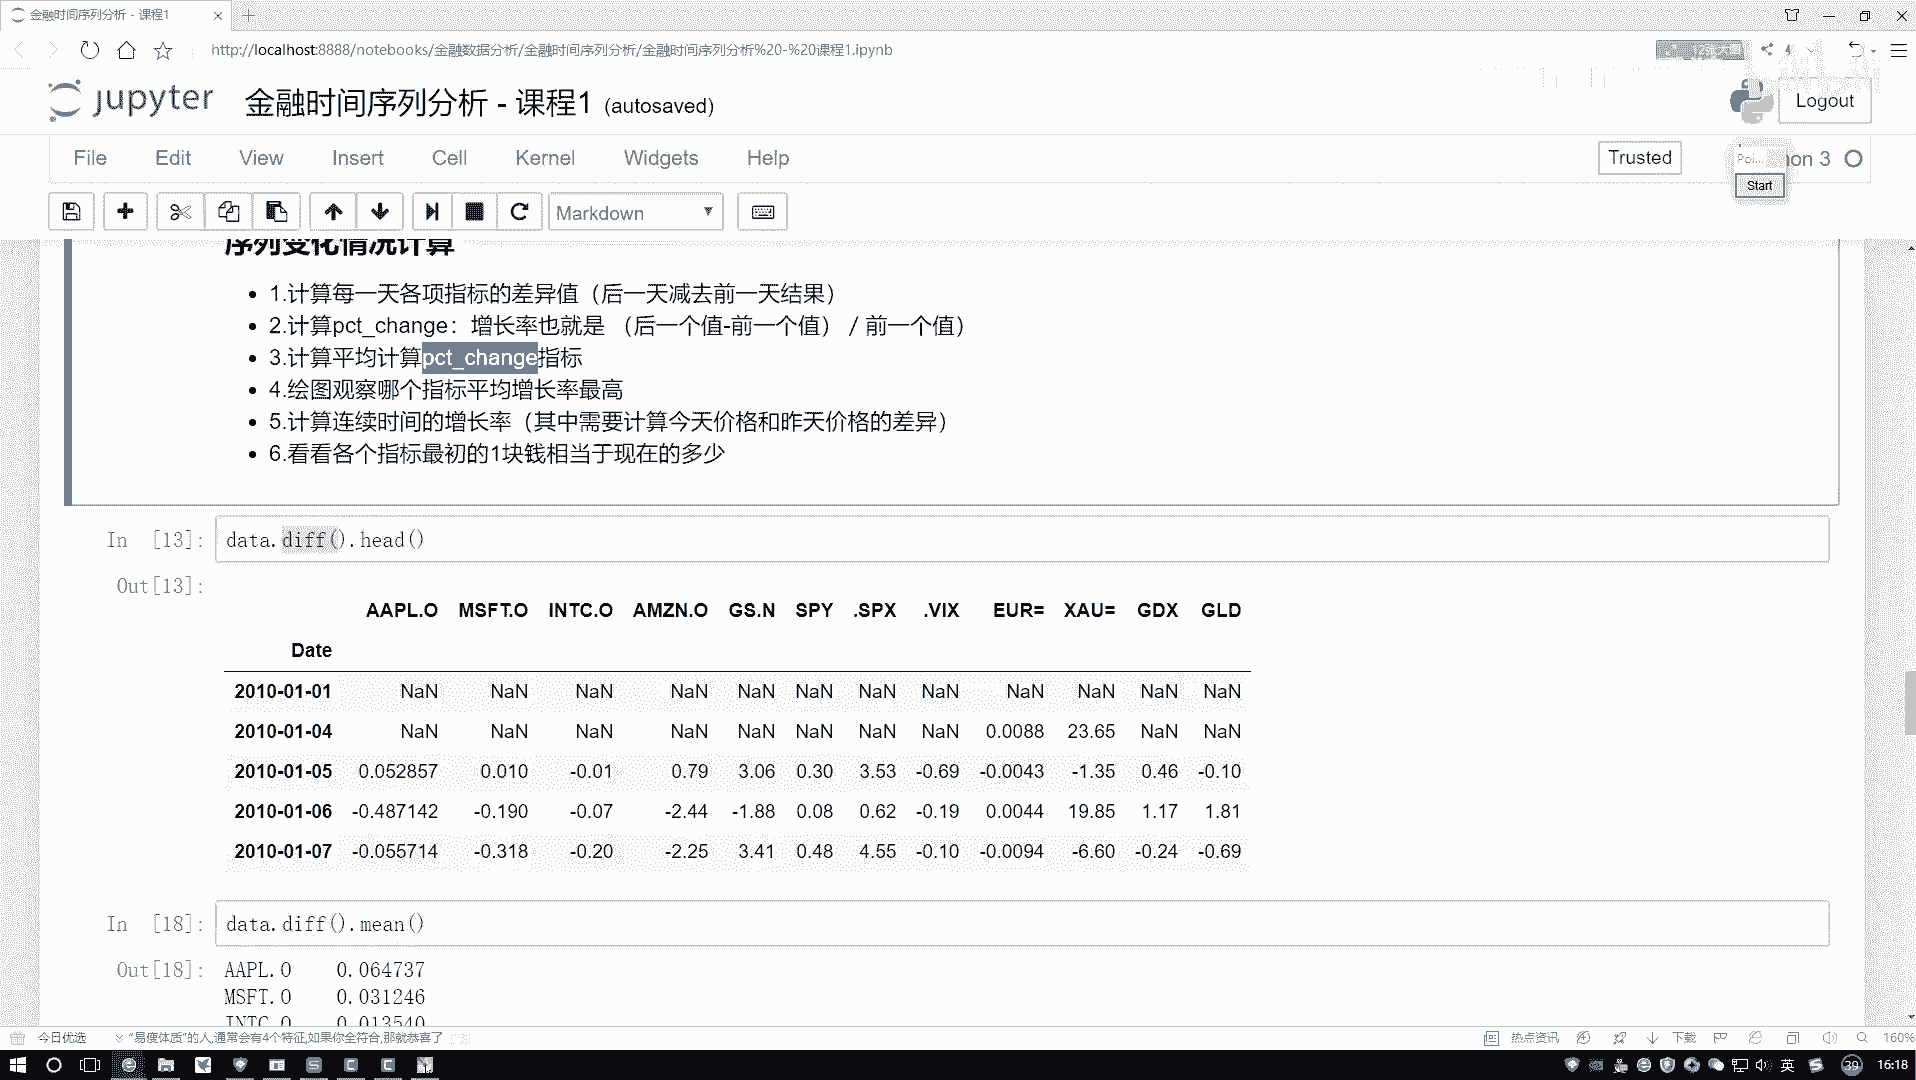 金融时间序列分析 - 课程1
http://localhost:8888/notebooks/金融数据分析/金融时间序列分析/金融时间序列分析%20-%20课程1.ipynb
jupyter 金融时间序列分析 - 课程1 (autosaved)
Logout
File Edit View Insert Cell Kernel Widgets Help
Trusted
Poi... on 3
Start
Markdown
序列变化情况计算
1.计算每一天各项指标的差异值（后一天减去前一天结果）
2.计算pct_change：增长率也就是 （后一个值-前一个值） / 前一个值）
3.计算平均计算pct_change指标
4.绘图观察哪个指标平均增长率最高
5.计算连续时间的增长率（其中需要计算今天价格和昨天价格的差异）
6.看看各个指标最初的1块钱相当于现在的多少
In [13]: data.diff().head()
Out[13]:
AAPL.O MSFT.O INTC.O AMZN.O GS.N SPY .SPX .VIX EUR= XAU= GDX GLD
Date
2010-01-01 NaN NaN NaN NaN NaN NaN NaN NaN NaN NaN NaN NaN
2010-01-04 NaN NaN NaN NaN NaN NaN NaN NaN 0.0088 23.65 NaN NaN
2010-01-05 0.052857 0.010 -0.01 0.79 3.06 0.30 3.53 -0.69 -0.0043 -1.35 0.46 -0.10
2010-01-06 -0.487142 -0.190 -0.07 -2.44 -1.88 0.08 0.62 -0.19 0.0044 19.85 1.17 1.81
2010-01-07 -0.055714 -0.318 -0.20 -2.25 3.41 0.48 4.55 -0.10 -0.0094 -6.60 -0.24 -0.69
In [18]: data.diff().mean()
Out[18]: AAPL.O 0.064737
MSFT.O 0.031246
INTC.O 0.013540
今日优选 “易瘦体质”的人,通常会有4个特征,如果你全符合,那就恭喜了
热点资讯 下载 160%
英 39 16:18